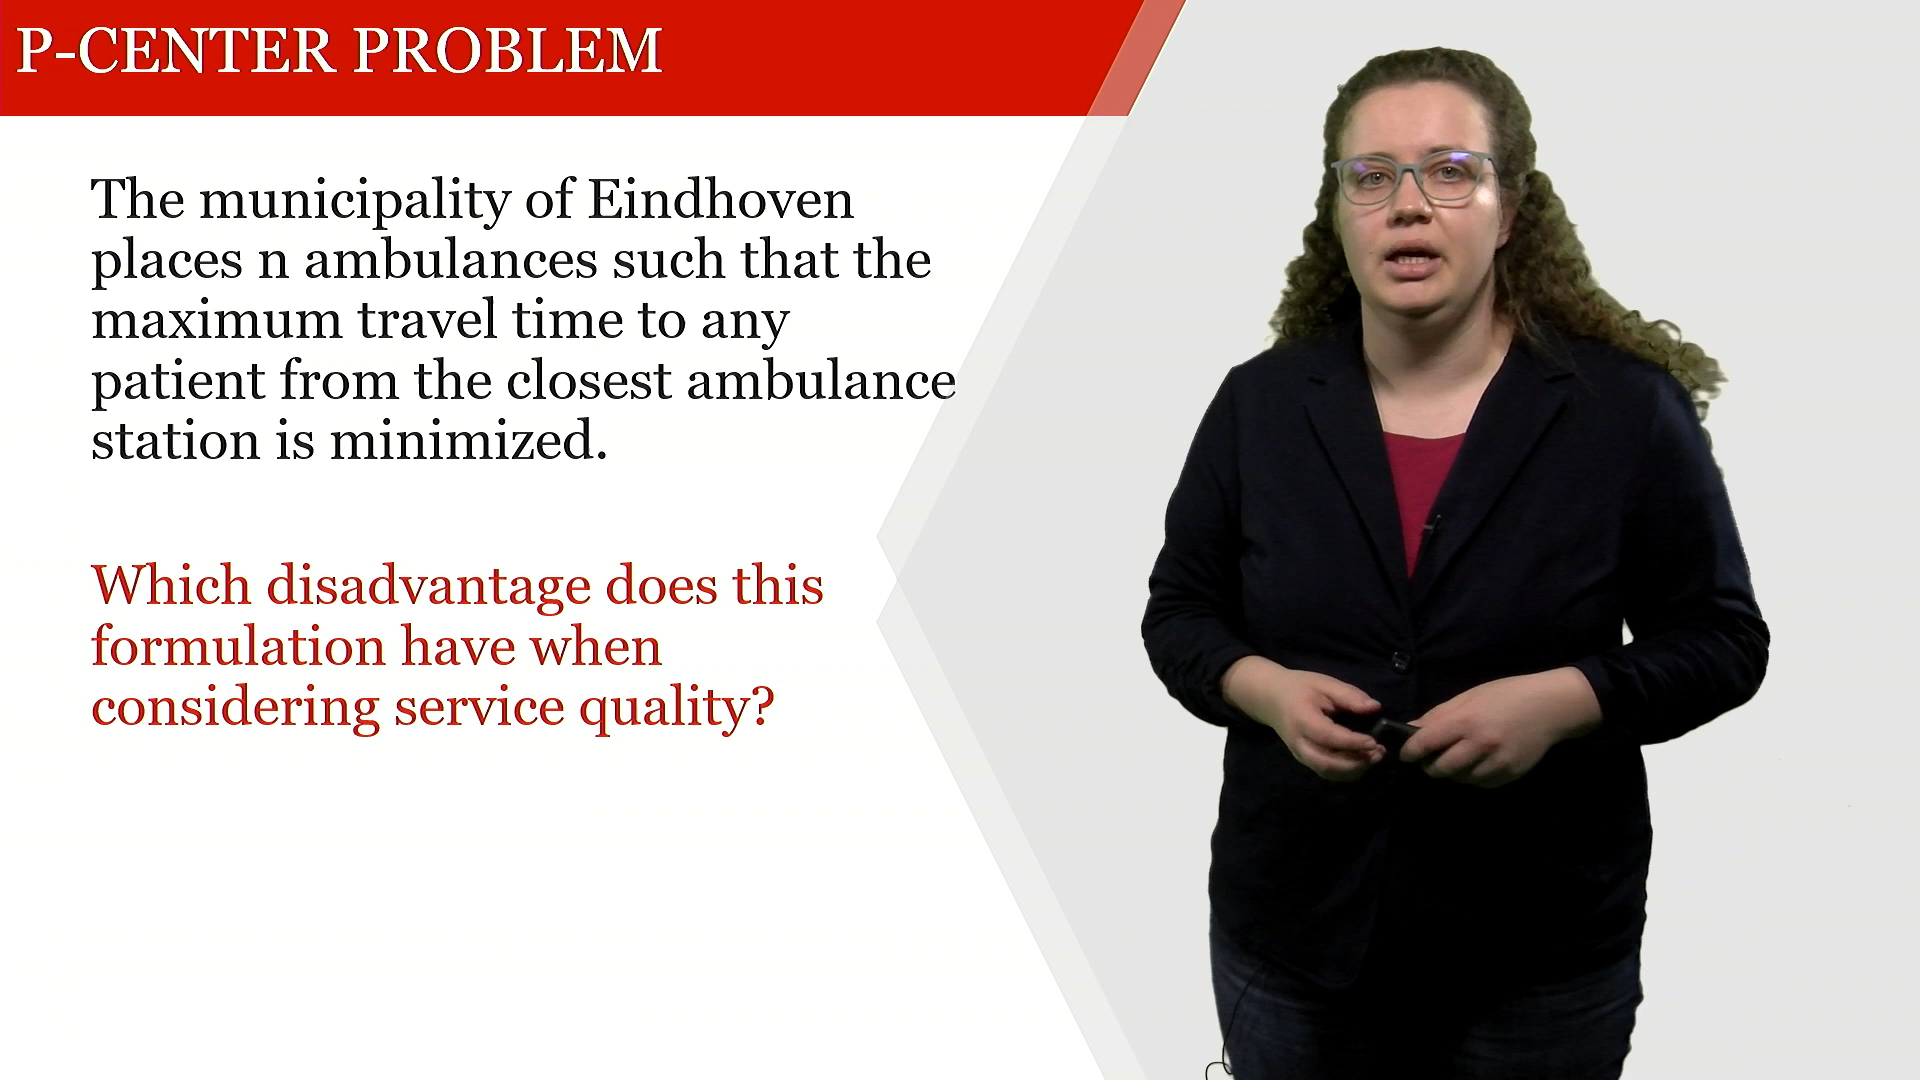 P-CENTER PROBLEM
The municipality of Eindhoven
places n ambulances such that the
maximum travel time to any
patient from the closest ambulance
station is minimized.
Which disadvantage does this
formulation have when
considering service quality?